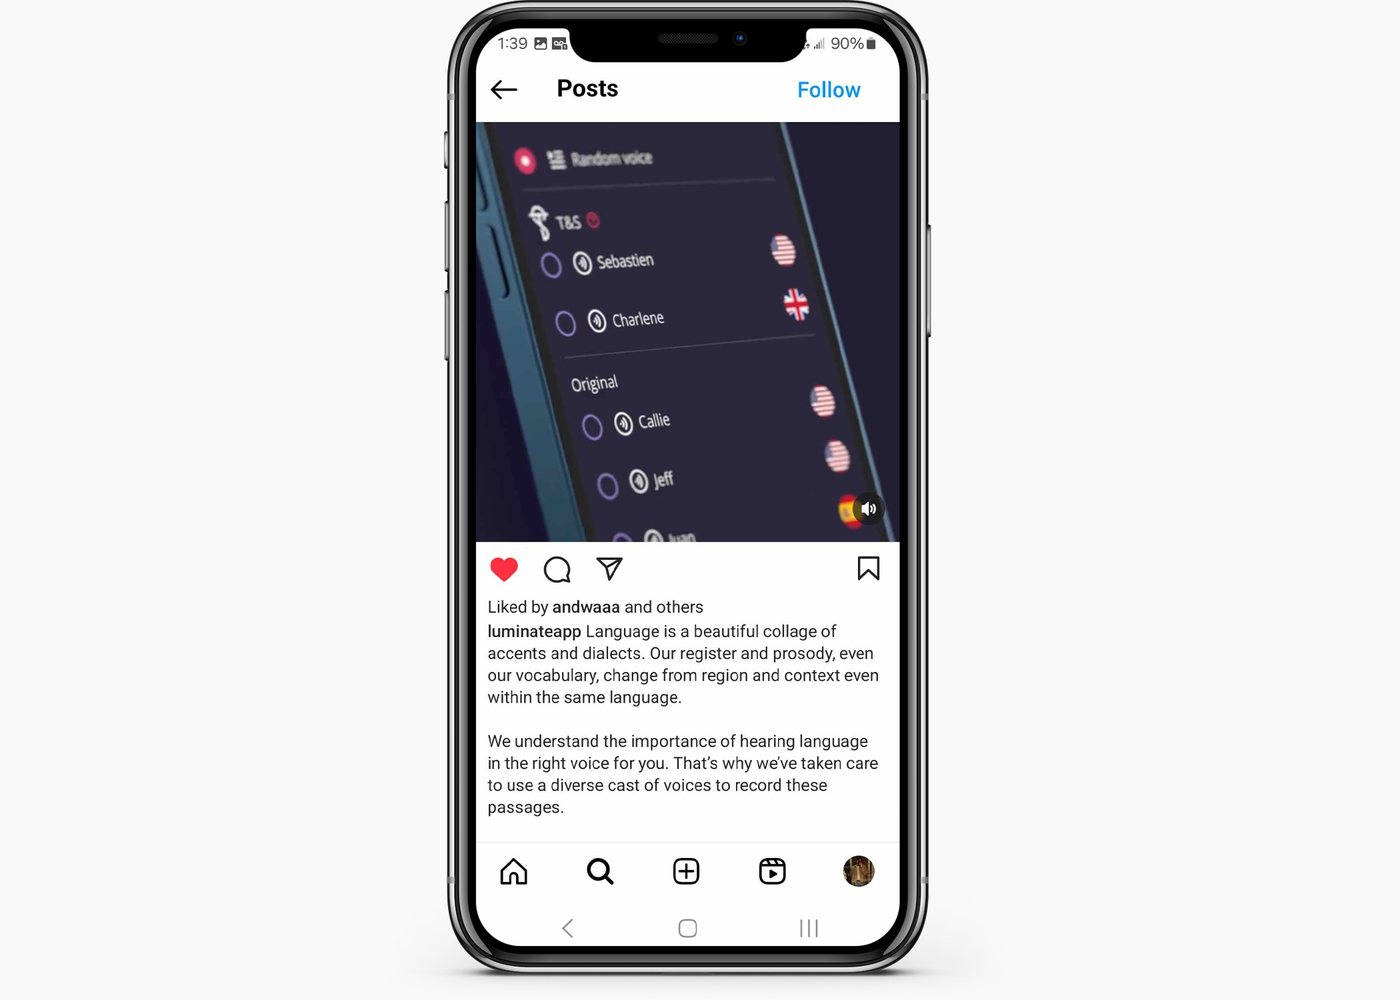 1:39
90%
Posts
Follow
Random voice
T&S
Sebastien
Charlene
Original
Callie
Jeff
Juan
Liked by andwaaa and others
luminateapp Language is a beautiful collage of
accents and dialects. Our register and prosody, even
our vocabulary, change from region and context even
within the same language.
We understand the importance of hearing language
in the right voice for you. That's why we've taken care
to use a diverse cast of voices to record these
passages.